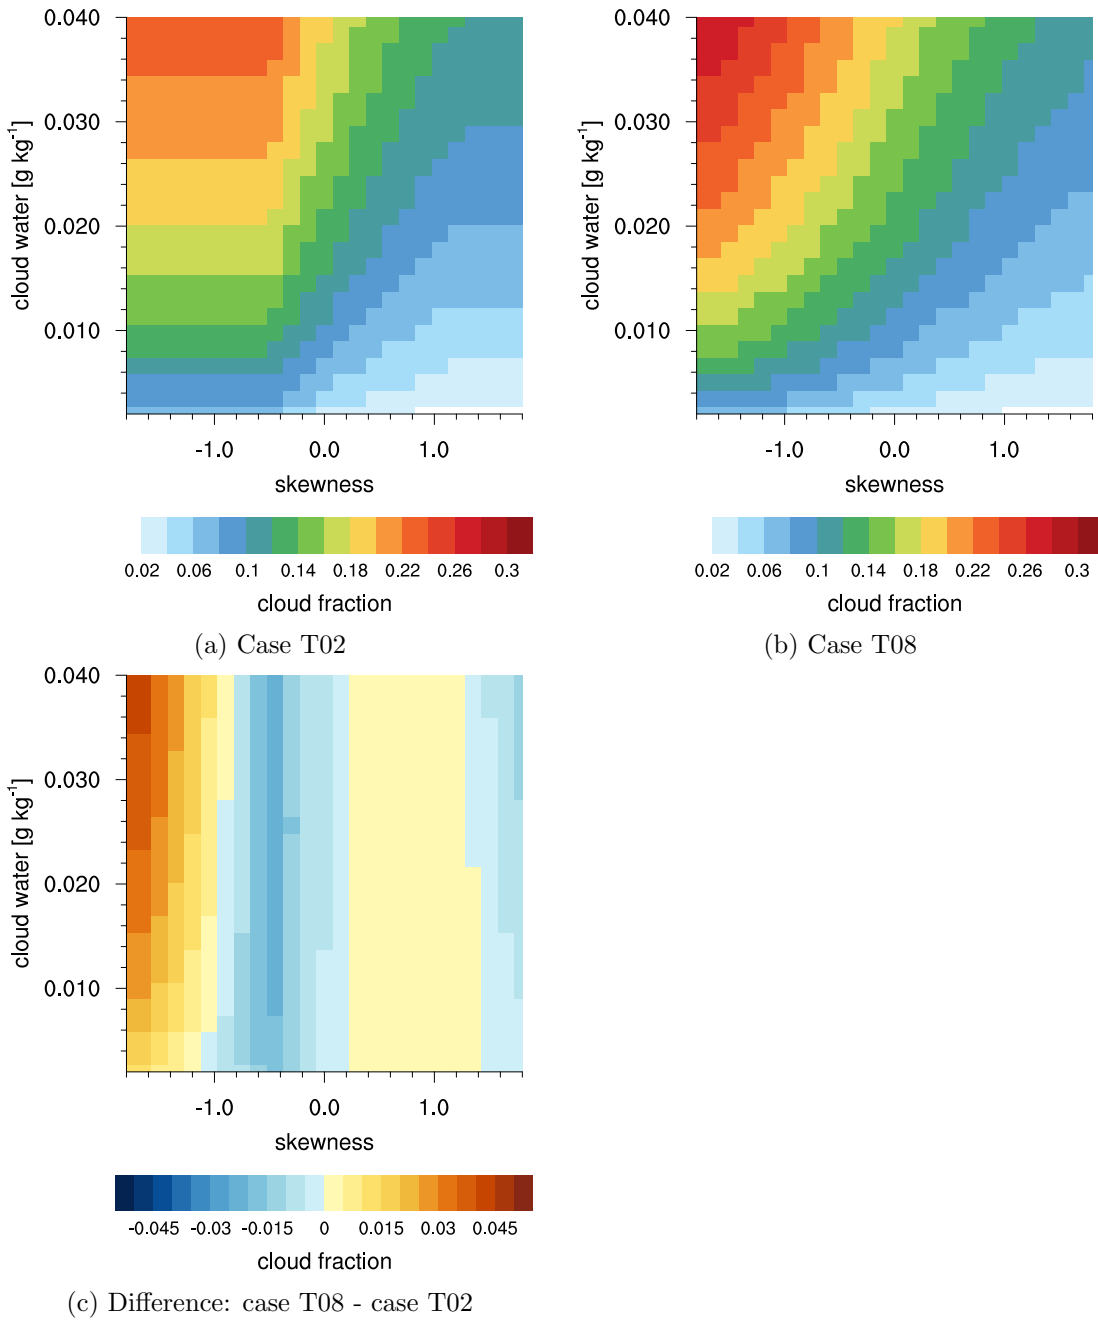 0.040
0.030
0.020
0.010
cloud water [g kg⁻¹]
-1.0 0.0 1.0
skewness
0.02 0.06 0.1 0.14 0.18 0.22 0.26 0.3
cloud fraction
(a) Case T02
0.040
0.030
0.020
0.010
cloud water [g kg⁻¹]
-1.0 0.0 1.0
skewness
0.02 0.06 0.1 0.14 0.18 0.22 0.26 0.3
cloud fraction
(b) Case T08
0.040
0.030
0.020
0.010
cloud water [g kg⁻¹]
-1.0 0.0 1.0
skewness
-0.045 -0.03 -0.015 0 0.015 0.03 0.045
cloud fraction
(c) Difference: case T08 - case T02